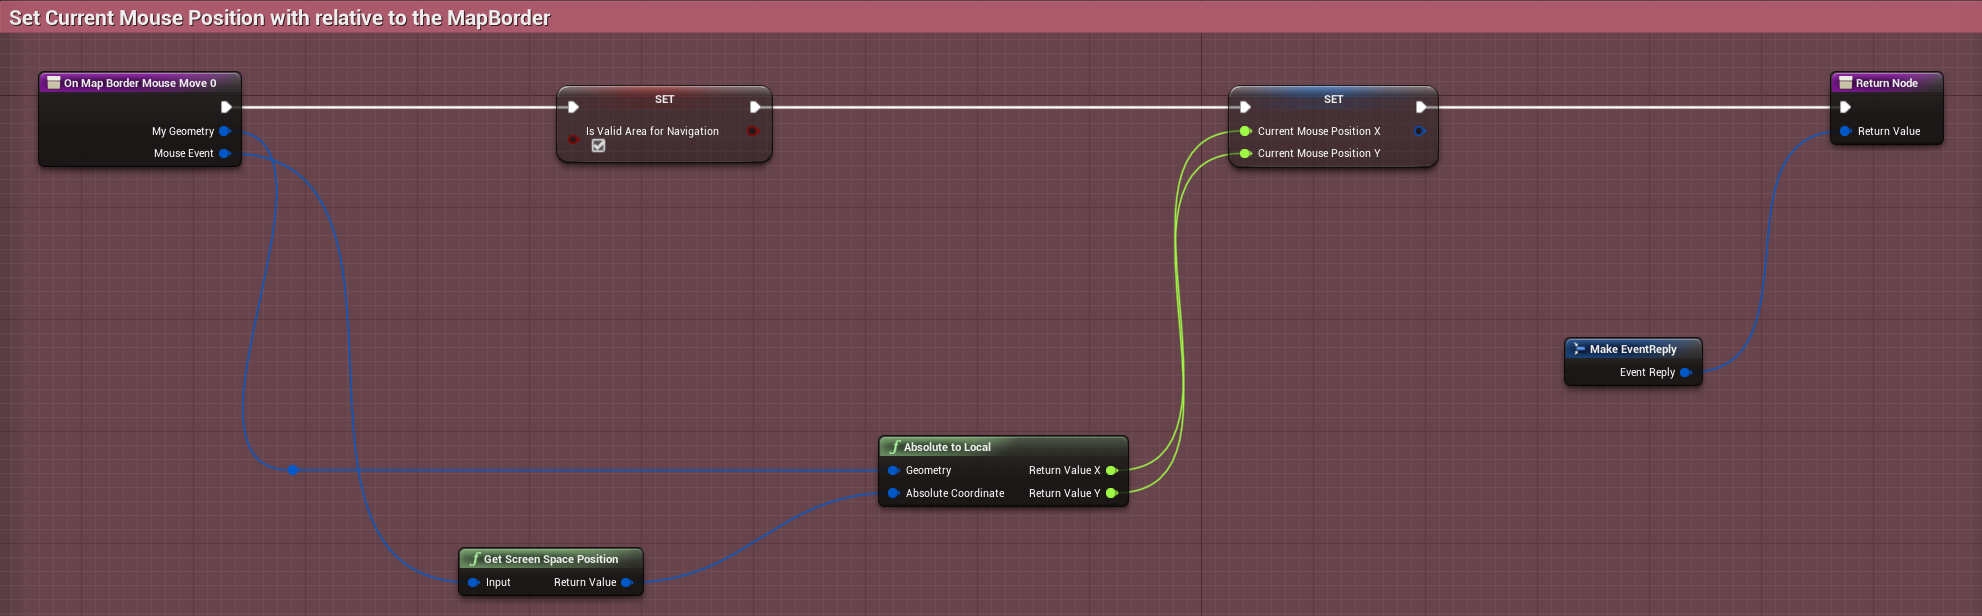 Set Current Mouse Position with relative to the MapBorder
On Map Border Mouse Move 0
My Geometry
Mouse Event
SET
Is Valid Area for Navigation
SET
Current Mouse Position X
Current Mouse Position Y
Return Node
Return Value
Make EventReply
Event Reply
Absolute to Local
Geometry Return Value X
Absolute Coordinate Return Value Y
Get Screen Space Position
Input Return Value